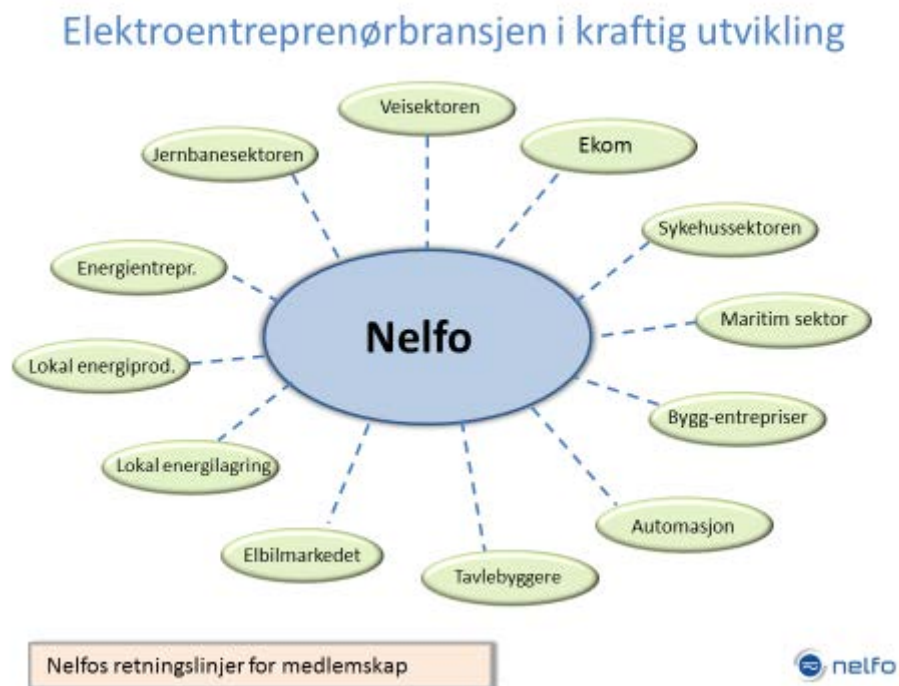 Elektroentreprenørbransjen i kraftig utvikling
Veisektoren
Ekom
Jernbanesektoren
Sykehussektoren
Energientrepr.
Maritim sektor
Nelfo
Lokal energiprod.
Bygg-entrepriser
Lokal energilagring
Automasjon
Elbilmarkedet
Tavlebyggere
Nelfos retningslinjer for medlemskap
nelfo